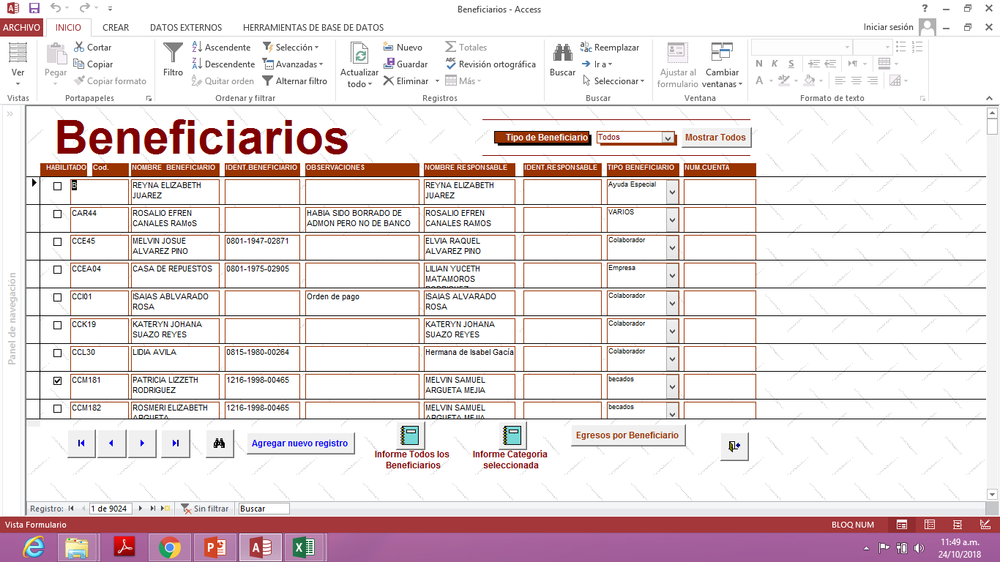 Beneficiarios - Access
ARCHIVO INICIO CREAR DATOS EXTERNOS HERRAMIENTAS DE BASE DE DATOS Iniciar sesión
Ver
Vistas
Pegar
Cortar
Copiar
Copiar formato
Portapapeles
Filtro
Ascendente
Descendente
Quitar orden
Selección
Avanzadas
Alternar filtro
Ordenar y filtrar
Actualizar
todo
Nuevo
Guardar
Eliminar
Totales
Revisión ortográfica
Más
Registros
Buscar
Reemplazar
Ir a
Seleccionar
Buscar
Ajustar al
formulario
Cambiar
ventanas
Ventana
N K S
A
Formato de texto
Panel de navegación
Beneficiarios
Tipo de Beneficiario Todos Mostrar Todos
HABILITADO Cod. NOMBRE BENEFICIARIO IDENT.BENEFICIARIO OBSERVACIONES NOMBRE RESPONSABLE IDENT.RESPONSABLE TIPO BENEFICIARIO NUM.CUENTA
B REYNA ELIZABETH REYNA ELIZABETH Ayuda Especial
JUAREZ JUAREZ
CAR44 ROSALIO EFREN HABIA SIDO BORRADO DE ROSALIO EFREN VARIOS
CANALES RAMoS ADMON PERO NO DE BANCO CANALES RAMOS
CCE45 MELVIN JOSUE 0801-1947-02871 ELVIA RAQUEL Colaborador
ALVAREZ PINO ALVAREZ PINO
CCEA04 CASA DE REPUESTOS 0801-1975-02905 LILIAN YUCETH Empresa
MATAMOROS
RODRIGUEZ
CCI01 ISAIAS ABLVARADO Orden de pago ISAIAS ALVARADO Colaborador
ROSA ROSA
CCK19 KATERYN JOHANA KATERYN JOHANA Colaborador
SUAZO REYES SUAZO REYES
CCL30 LIDIA AVILA 0815-1980-00264 Hermana de Isabel Gacía Colaborador
CCM181 PATRICIA LIZZETH 1216-1998-00465 MELVIN SAMUEL becados
RODRIGUEZ ARGUETA MEJIA
CCM182 ROSMERI ELIZABETH 1216-1998-00465 MELVIN SAMUEL becados
ARGUETA ARGUETA MEJIA
Agregar nuevo registro
Informe Todos los
Beneficiarios
Informe Categoría
seleccionada
Egresos por Beneficiario
Registro: 1 de 9024 Sin filtrar Buscar
Vista Formulario BLOQ NUM
11:49 a.m.
24/10/2018